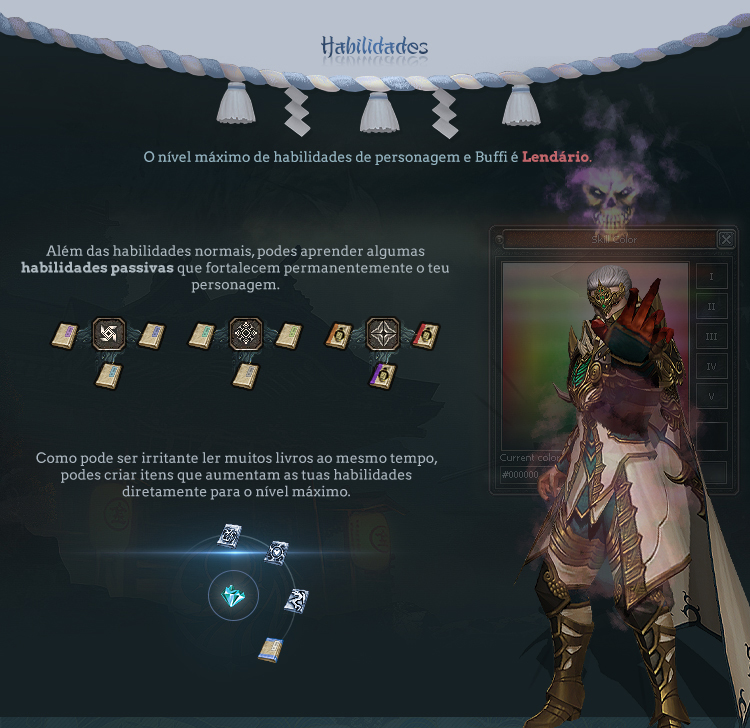 Habilidades
O nível máximo de habilidades de personagem e Buffi é Lendário.
Skill Color
Além das habilidades normais, podes aprender algumas
habilidades passivas que fortalecem permanentemente o teu
personagem.
I
II
III
IV
V
Current color
#000000
Como pode ser irritante ler muitos livros ao mesmo tempo,
podes criar itens que aumentam as tuas habilidades
diretamente para o nível máximo.